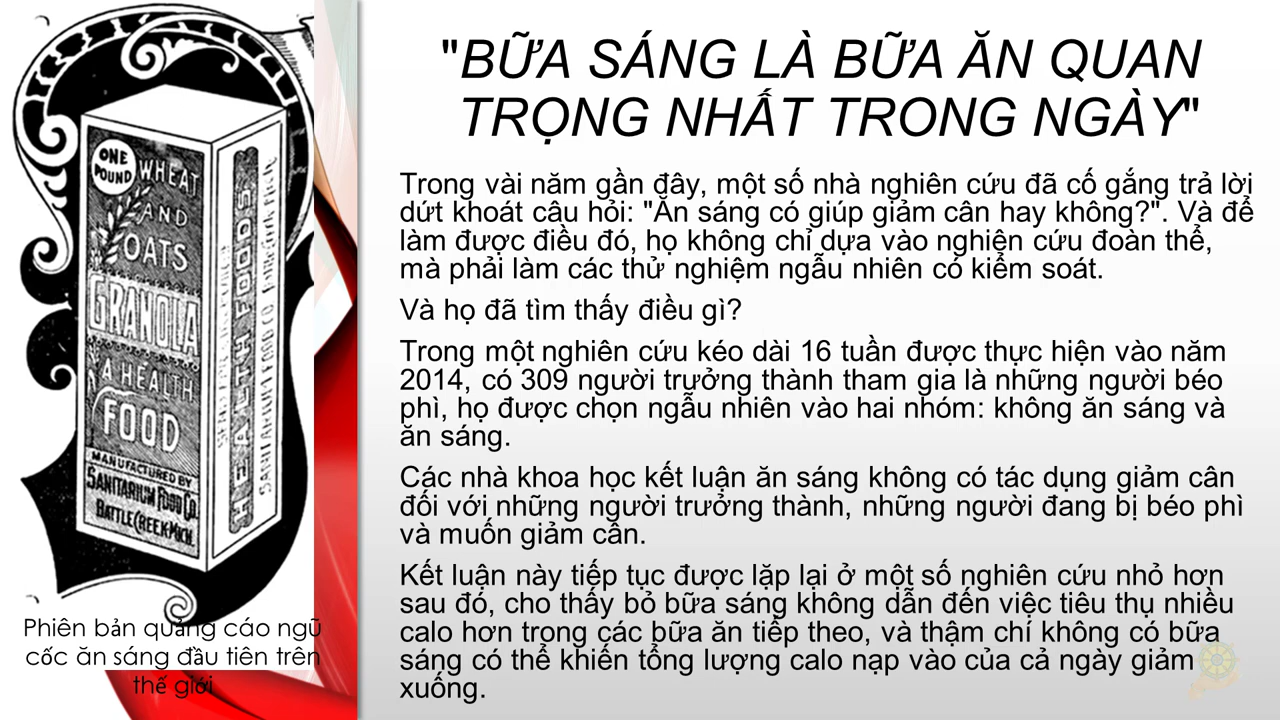 "BỮA SÁNG LÀ BỮA ĂN QUAN
TRỌNG NHẤT TRONG NGÀY"
Trong vài năm gần đây, một số nhà nghiên cứu đã cố gắng trả lời
dứt khoát câu hỏi: "Ăn sáng có giúp giảm cân hay không?". Và để
làm được điều đó, họ không chỉ dựa vào nghiên cứu đoàn thể,
mà phải làm các thử nghiệm ngẫu nhiên có kiểm soát.
Và họ đã tìm thấy điều gì?
Trong một nghiên cứu kéo dài 16 tuần được thực hiện vào năm
2014, có 309 người trưởng thành tham gia là những người béo
phì, họ được chọn ngẫu nhiên vào hai nhóm: không ăn sáng và
ăn sáng.
Các nhà khoa học kết luận ăn sáng không có tác dụng giảm cân
đối với những người trưởng thành, những người đang bị béo phì
và muốn giảm cân.
Kết luận này tiếp tục được lặp lại ở một số nghiên cứu nhỏ hơn
sau đó, cho thấy bỏ bữa sáng không dẫn đến việc tiêu thụ nhiều
calo hơn trong các bữa ăn tiếp theo, và thậm chí không có bữa
sáng có thể khiến tổng lượng calo nạp vào của cả ngày giảm
xuống.
ONE
POUND
WHEAT
AND
OATS
GRANOLA
A HEALTH
FOOD
MANUFACTURED BY
SANITARIUM FOOD CO.
BATTLE CREEK MICH.
HEALTH FOODS
SANITARIUM FOOD CO.
Phiên bản quảng cáo ngũ
cốc ăn sáng đầu tiên trên
thế giới